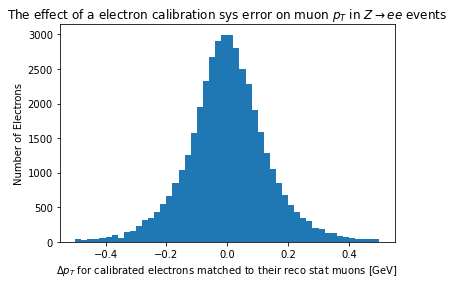 The effect of a electron calibration sys error on muon $p_T$ in $Z \rightarrow ee$ events
3000
2500
2000
1500
1000
500
0
Number of Electrons
−0.4 −0.2 0.0 0.2 0.4
$\Delta p_T$ for calibrated electrons matched to their reco stat muons [GeV]